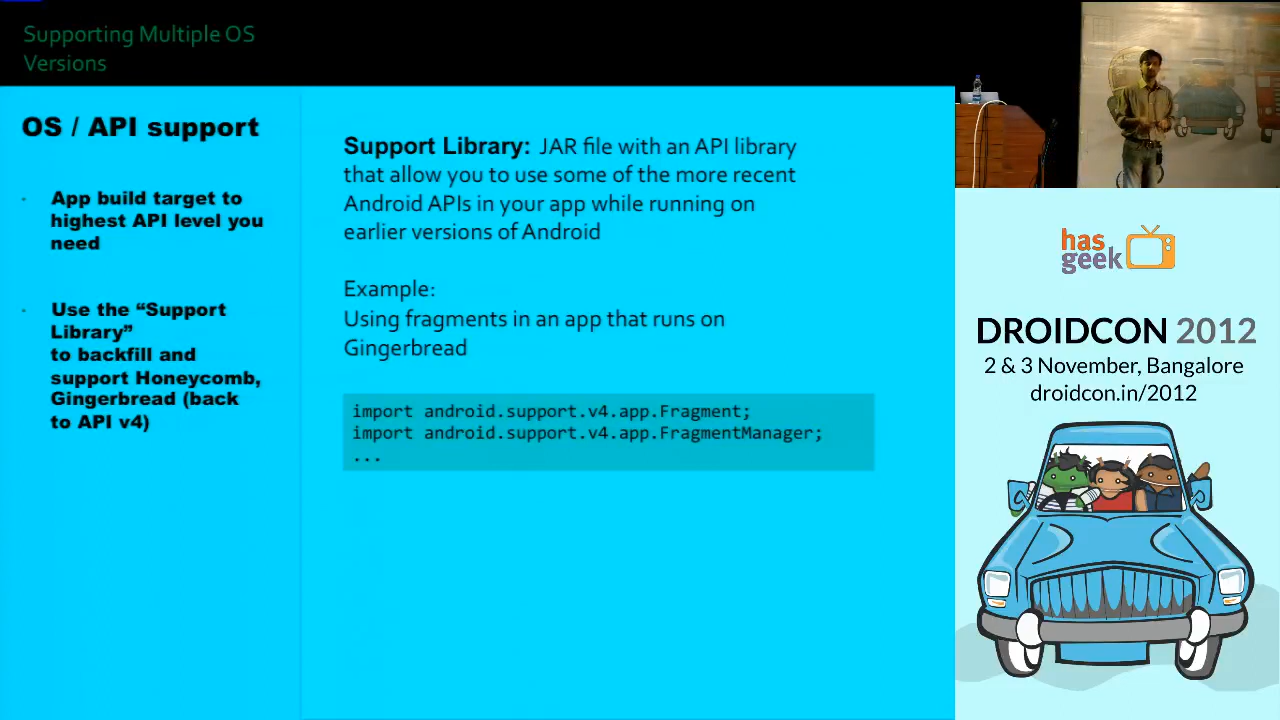 Supporting Multiple OS
Versions
OS / API support
App build target to
highest API level you
need
Use the “Support
Library”
to backfill and
support Honeycomb,
Gingerbread (back
to API v4)
Support Library: JAR file with an API library
that allow you to use some of the more recent
Android APIs in your app while running on
earlier versions of Android
Example:
Using fragments in an app that runs on
Gingerbread
import android.support.v4.app.Fragment;
import android.support.v4.app.FragmentManager;
...
has
geek
DROIDCON 2012
2 & 3 November, Bangalore
droidcon.in/2012